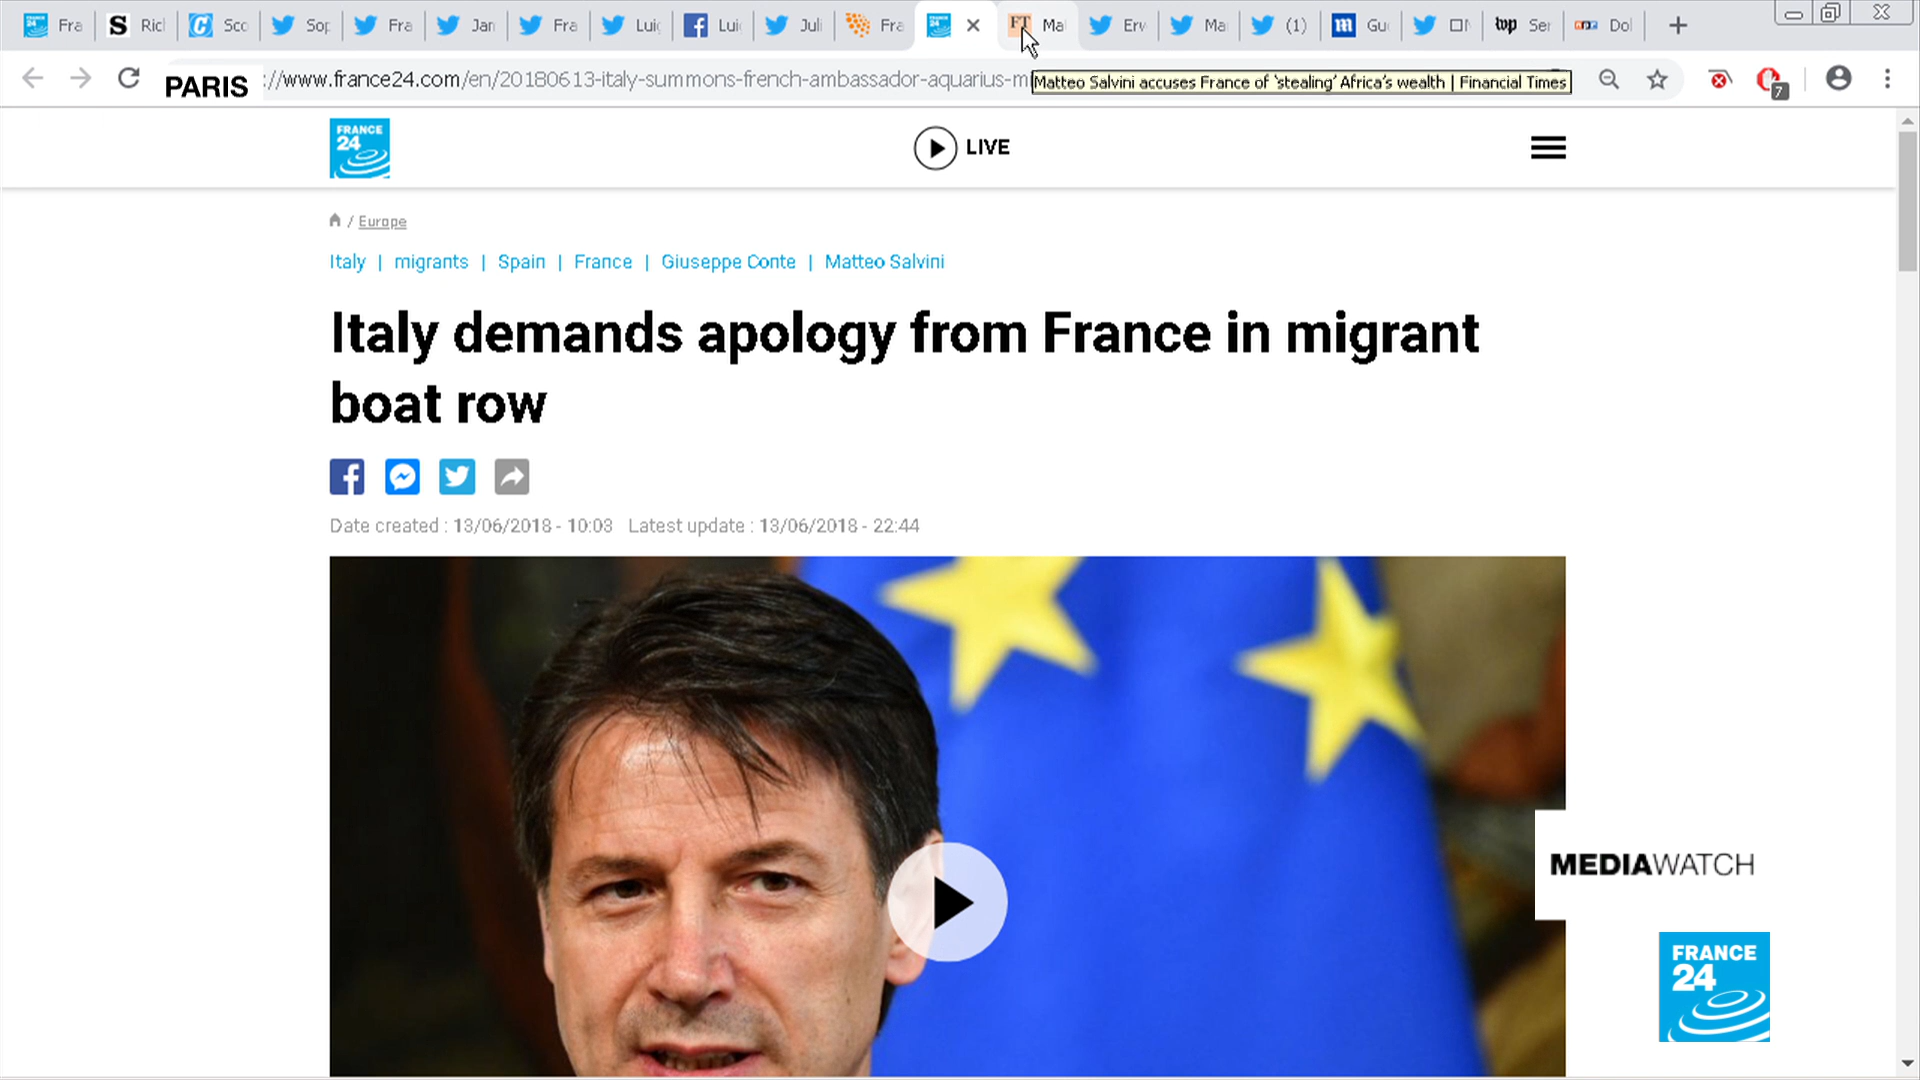 Fra
Ric
Sco
Sop
Fra
Jan
Fra
Luig
Lui
Juli
Fra
FT Ma
Erv
Ma
(1)
m Gu
wp Ser
Dol
PARIS ://www.france24.com/en/20180613-italy-summons-french-ambassador-aquarius-m
Matteo Salvini accuses France of 'stealing' Africa's wealth | Financial Times
7
FRANCE
24
LIVE
/ Europe
Italy | migrants | Spain | France | Giuseppe Conte | Matteo Salvini
Italy demands apology from France in migrant
boat row
Date created : 13/06/2018 - 10:03 Latest update : 13/06/2018 - 22:44
MEDIAWATCH
FRANCE
24